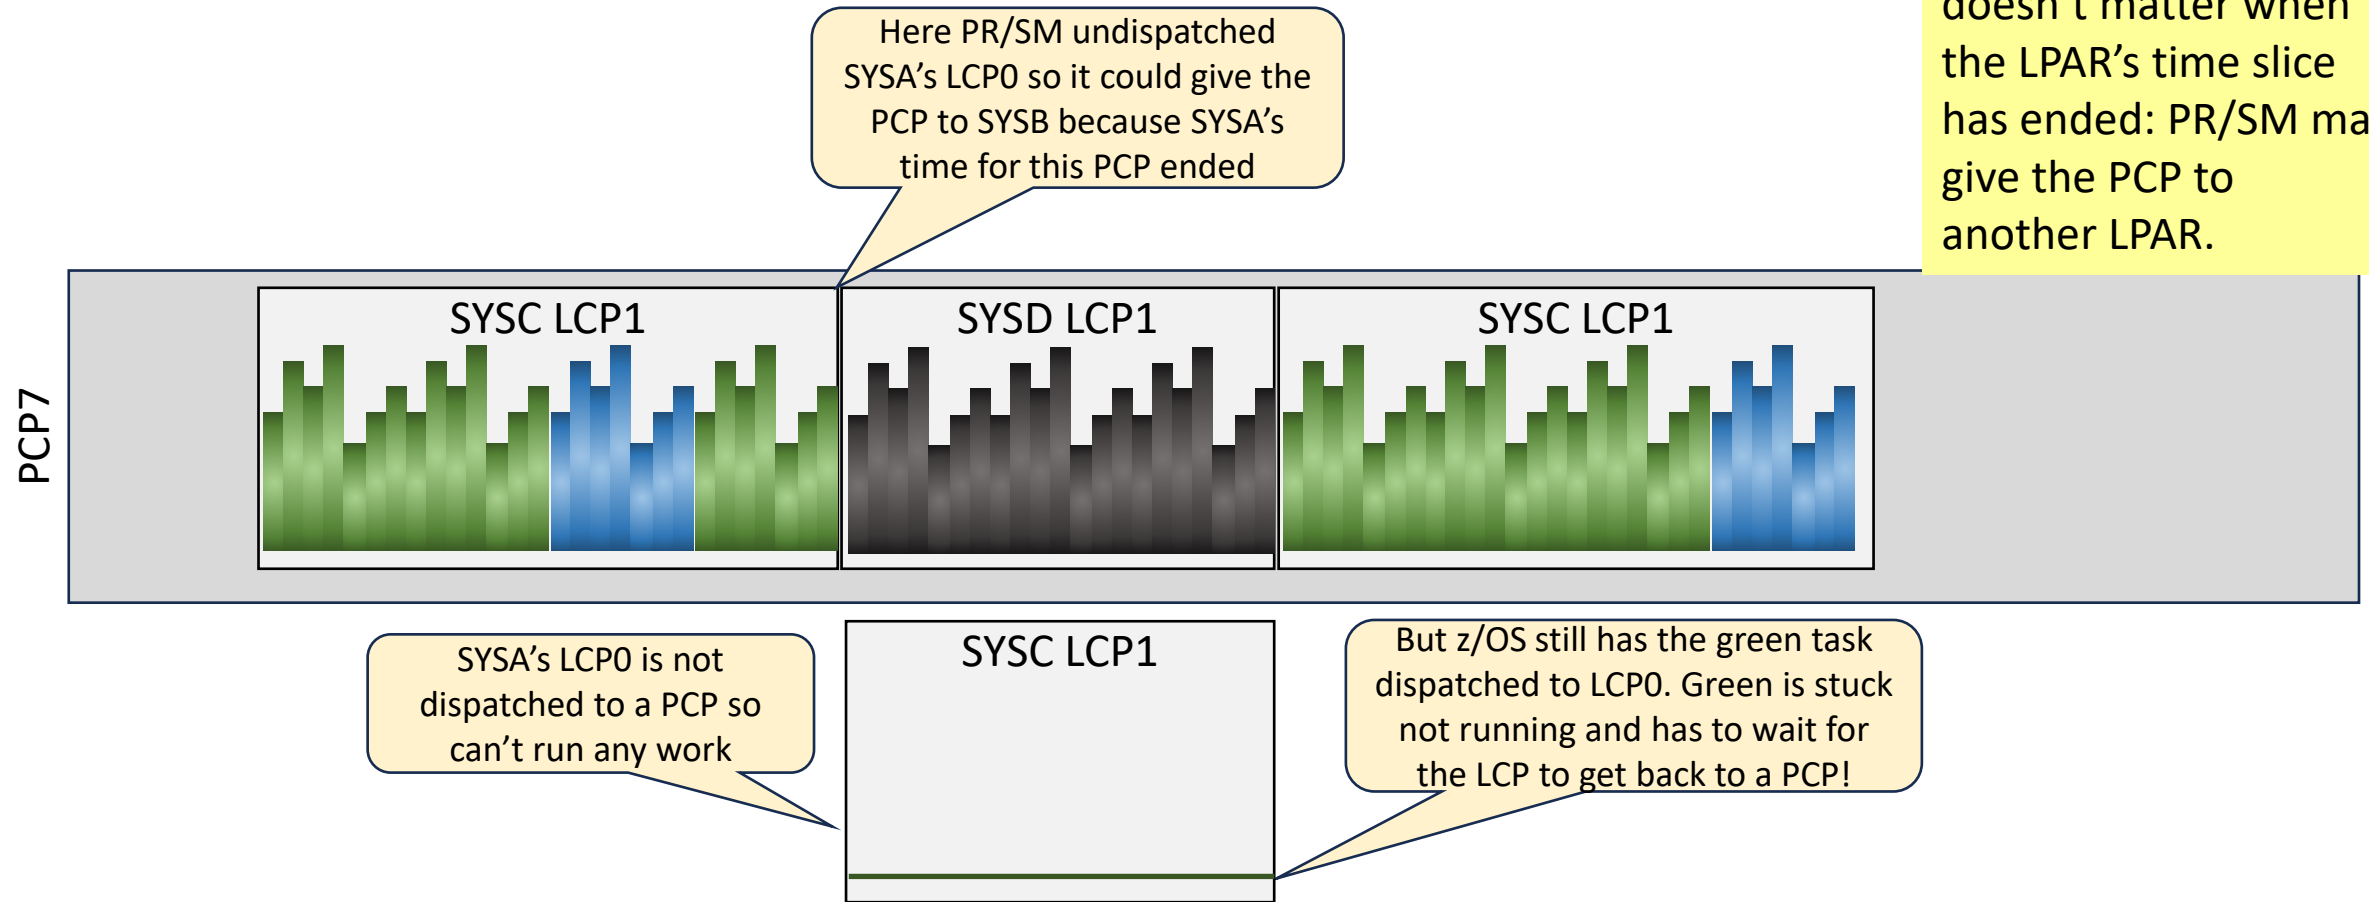 doesn't matter when
the LPAR's time slice
has ended: PR/SM ma
give the PCP to
another LPAR.
Here PR/SM undispatched
SYSA's LCP0 so it could give the
PCP to SYSB because SYSA's
time for this PCP ended
PCP7
SYSC LCP1
SYSD LCP1
SYSC LCP1
SYSA's LCP0 is not
dispatched to a PCP so
can't run any work
SYSC LCP1
But z/OS still has the green task
dispatched to LCP0. Green is stuck
not running and has to wait for
the LCP to get back to a PCP!